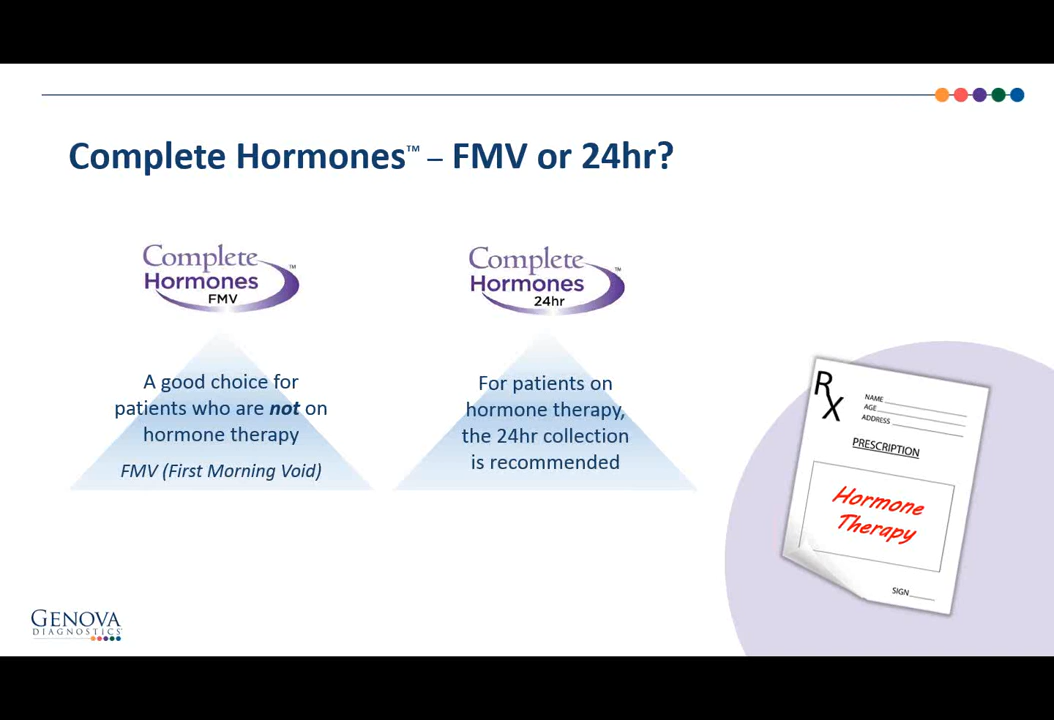 Complete Hormones™ – FMV or 24hr?
Complete
Hormones™
FMV
Complete
Hormones™
24hr
A good choice for
patients who are not on
hormone therapy
FMV (First Morning Void)
For patients on
hormone therapy,
the 24hr collection
is recommended
RX
NAME
AGE
ADDRESS
PRESCRIPTION
Hormone
Therapy
SIGN
GENOVA
DIAGNOSTICS